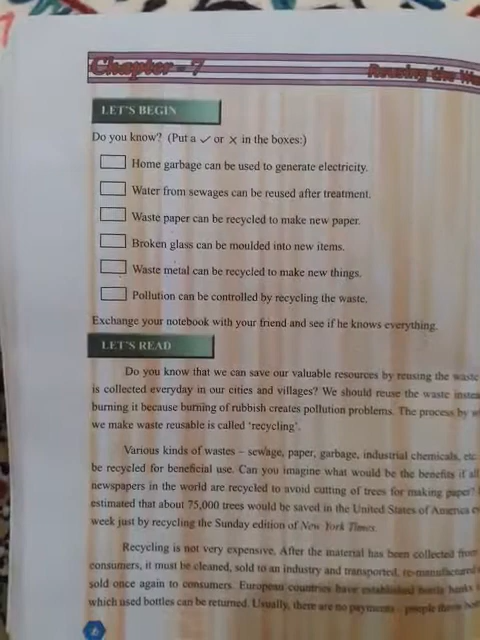 Chapter - 7
Reusing the
LET'S BEGIN
Do you know? (Put a ✓ or × in the boxes:)
Home garbage can be used to generate electricity.
Water from sewages can be reused after treatment.
Waste paper can be recycled to make new paper.
Broken glass can be moulded into new items.
Waste metal can be recycled to make new things.
Pollution can be controlled by recycling the waste.
Exchange your notebook with your friend and see if he knows everything.
LET'S READ
Do you know that we can save our valuable resources by reusing the waste
is collected everyday in our cities and villages? We should reuse the waste
burning it because burning of rubbish creates pollution problems. The process by
we make waste reusable is called 'recycling'.
Various kinds of wastes – sewage, paper, garbage, industrial chemicals, etc.
be recycled for beneficial use. Can you imagine what would be the benefits if all
newspapers in the world are recycled to avoid cutting of trees for making paper?
estimated that about 75,000 trees would be saved in the United States of America
week just by recycling the Sunday edition of New York Times.
Recycling is not very expensive. After the material has been collected from
consumers, it must be cleaned, sold to an industry and transported, re-manufactured
sold once again to consumers. European countries have established bottle banks
which used bottles can be returned. Usually, there are no payments - people throw